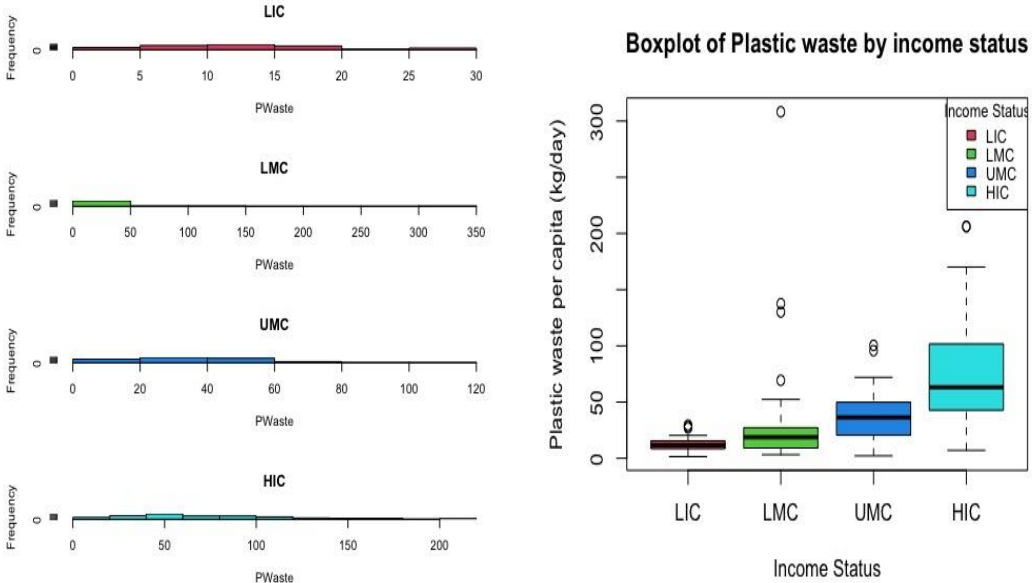 LIC
Frequency
0
0 5 10 15 20 25 30
PWaste
LMC
Frequency
0
0 50 100 150 200 250 300 350
PWaste
UMC
Frequency
0
0 20 40 60 80 100 120
PWaste
HIC
Frequency
0
0 50 100 150 200
PWaste
Boxplot of Plastic waste by income status
Plastic waste per capita (kg/day)
300
200
100
50
0
Income Status
LIC
LMC
UMC
HIC
LIC LMC UMC HIC
Income Status